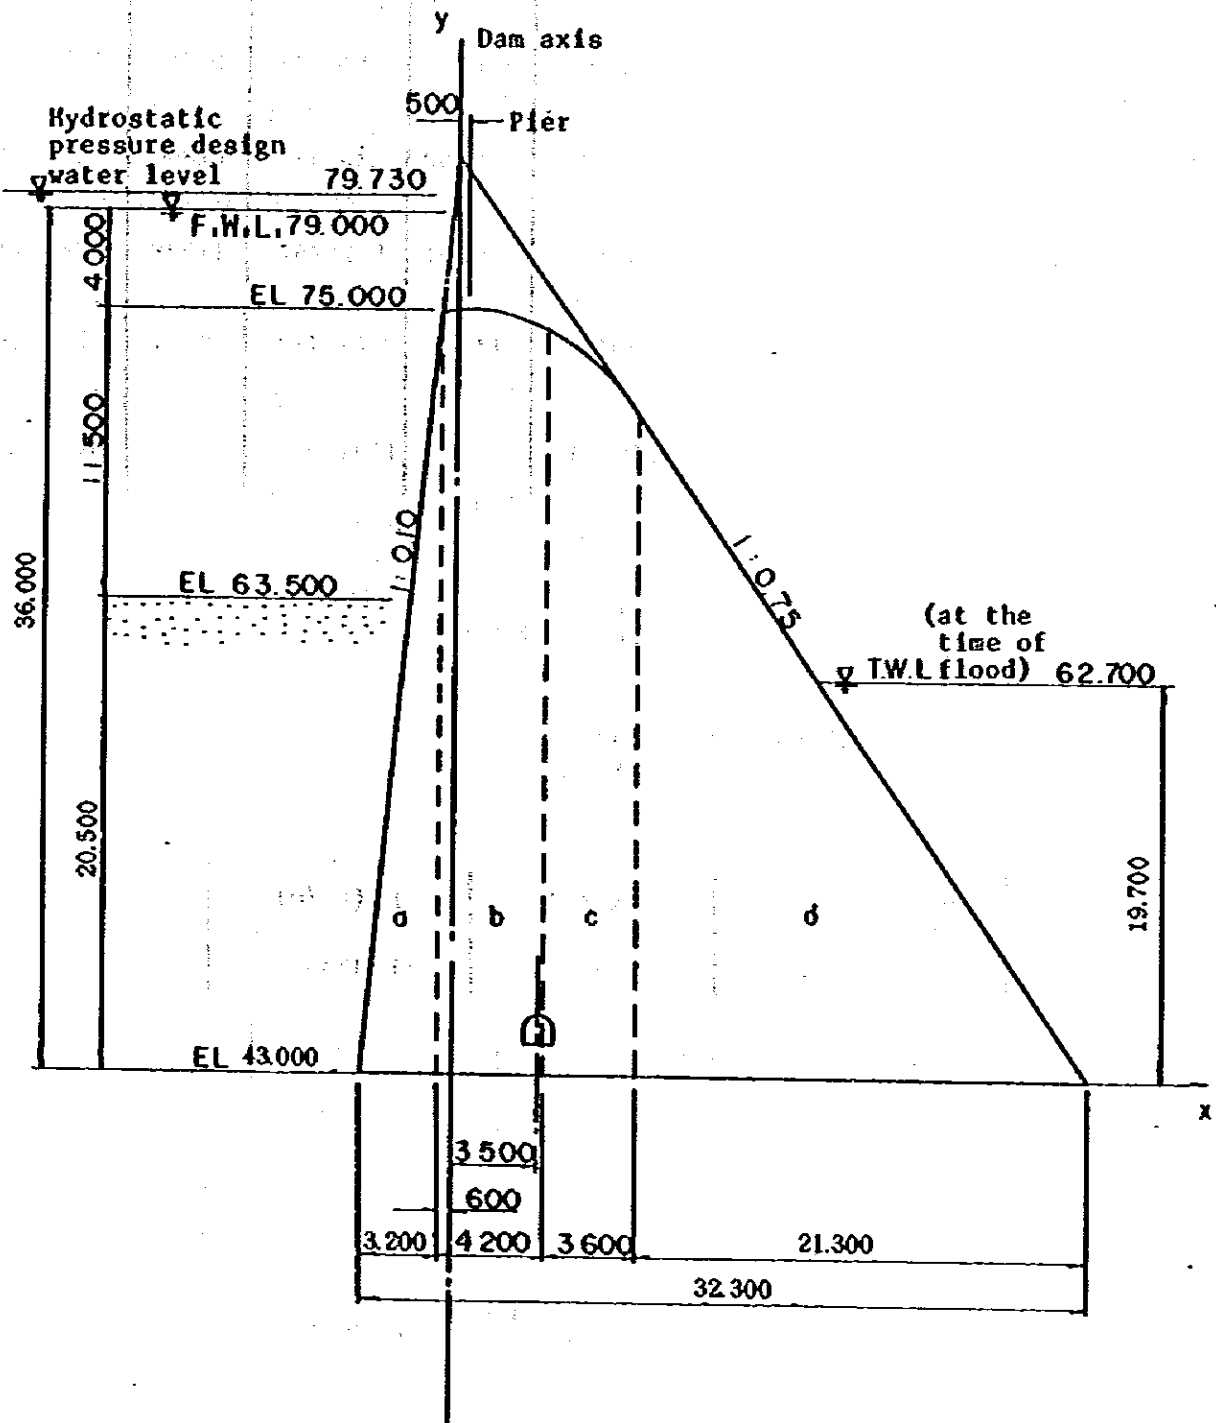 y
Dam axis
500
Pier
Hydrostatic
pressure design
water level
79.730
F.W.L.79.000
4.000
EL 75.000
11.500
1:0.10
36.000
EL 63.500
1:0.75
(at the
time of
T.W.L flood) 62.700
20.500
19.700
a
b
c
d
EL 43.000
x
3 500
600
3.200
4 200
3 600
21.300
32.300